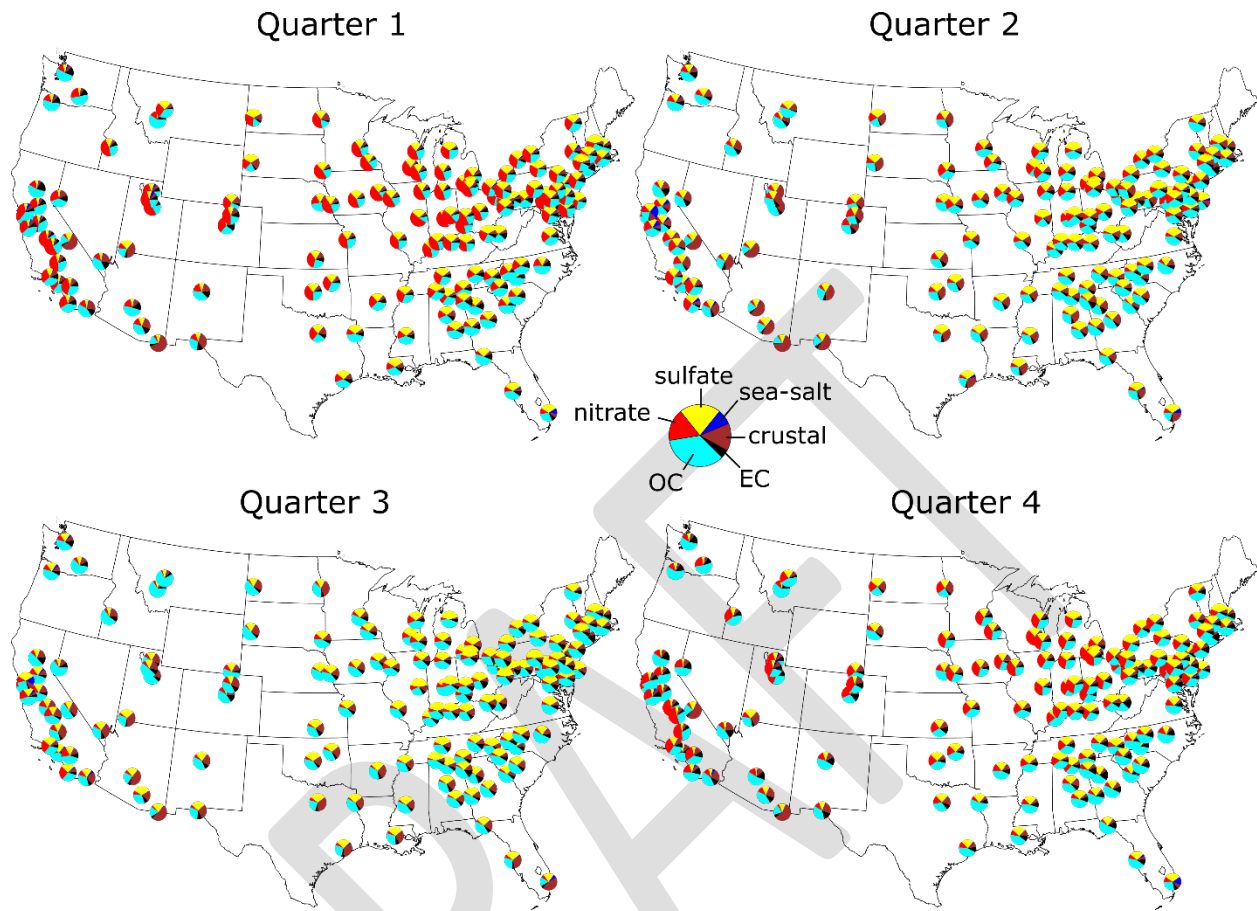 Quarter 1
Quarter 2
sulfate
sea-salt
nitrate
crustal
OC
EC
Quarter 3
Quarter 4
DRAFT